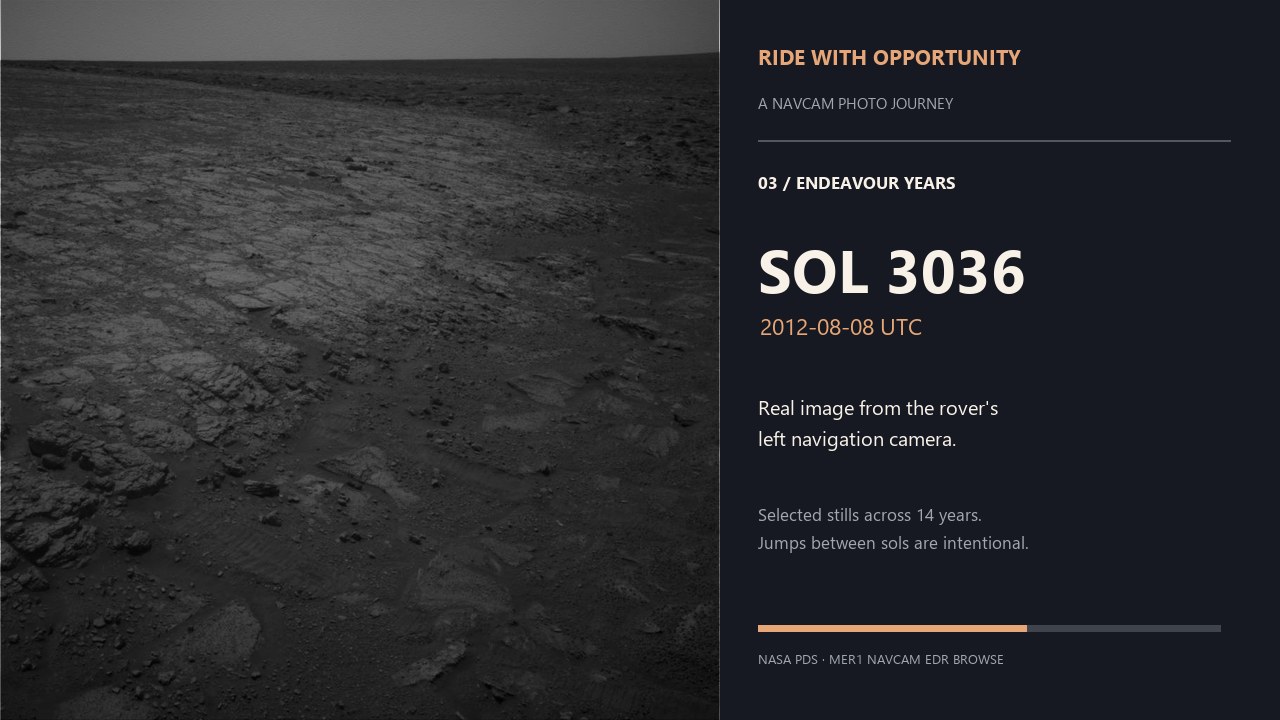 RIDE WITH OPPORTUNITY
A NAVCAM PHOTO JOURNEY
03 / ENDEAVOUR YEARS
SOL 3036
2012-08-08 UTC
Real image from the rover's
left navigation camera.
Selected stills across 14 years.
Jumps between sols are intentional.
NASA PDS · MER1 NAVCAM EDR BROWSE